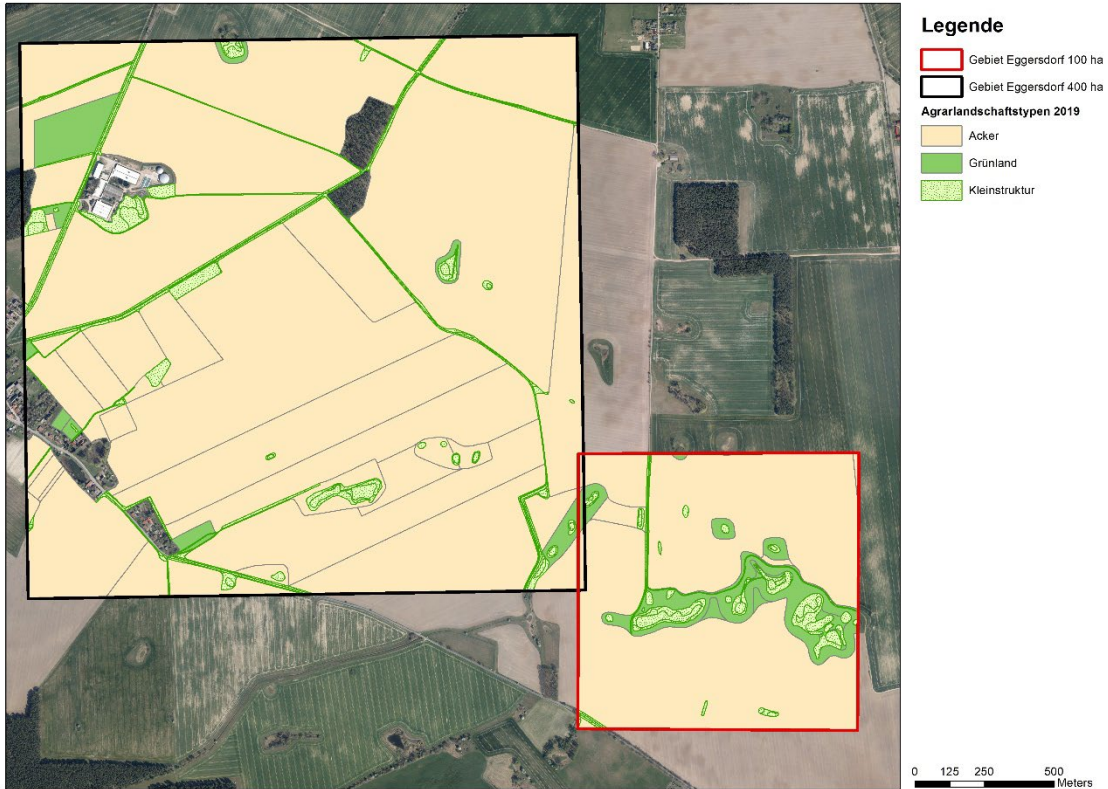 Legende
Gebiet Eggersdorf 100 ha
Gebiet Eggersdorf 400 ha
Agrarlandschaftstypen 2019
Acker
Grünland
Kleinstruktur
0 125 250 500
Meters